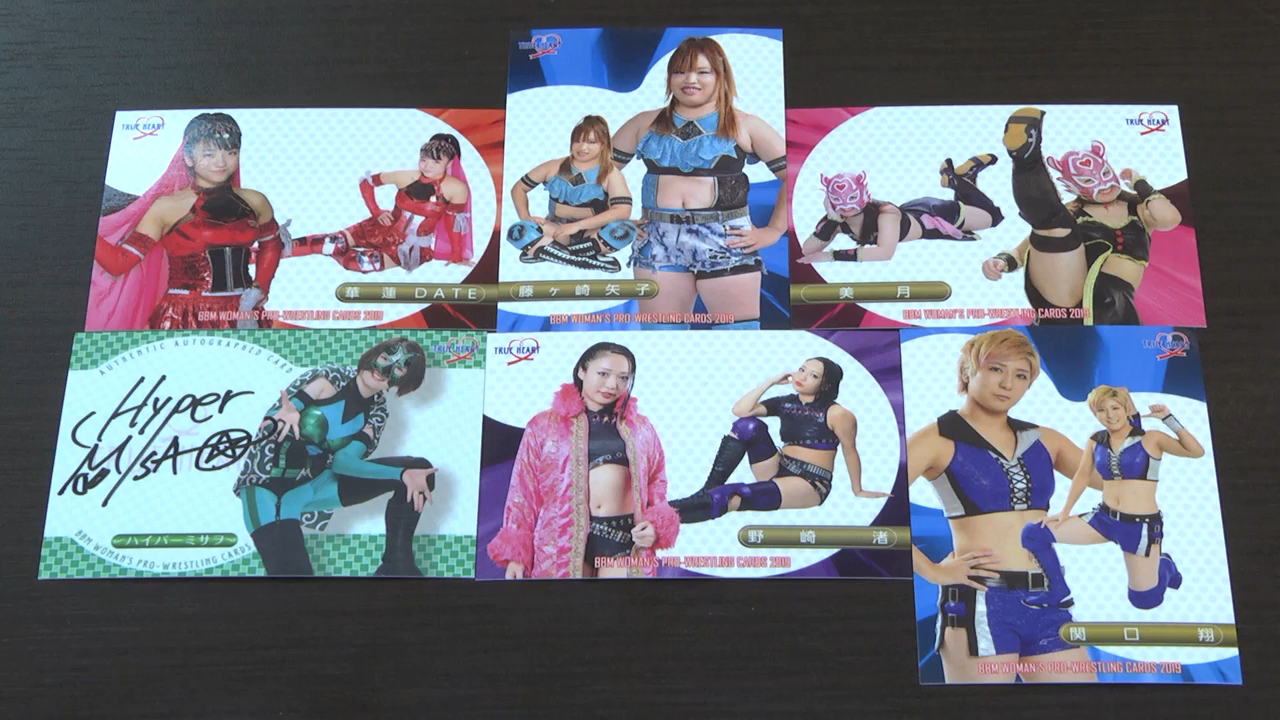 TRUE HEART
華蓮 DATE
BBM WOMAN'S PRO-WRESTLING CARDS 2019
TRUE HEART
藤ヶ崎矢子
BBM WOMAN'S PRO-WRESTLING CARDS 2019
TRUE HEART
美月
BBM WOMAN'S PRO-WRESTLING CARDS 2019
AUTHENTIC AUTOGRAPHED CARD
TRUE HEART
Hyper
MisA
~ハイパーミサヲ~
BBM WOMAN'S PRO-WRESTLING CARDS
TRUE HEART
野崎渚
BBM WOMAN'S PRO-WRESTLING CARDS 2019
TRUE HEART
関口翔
BBM WOMAN'S PRO-WRESTLING CARDS 2019